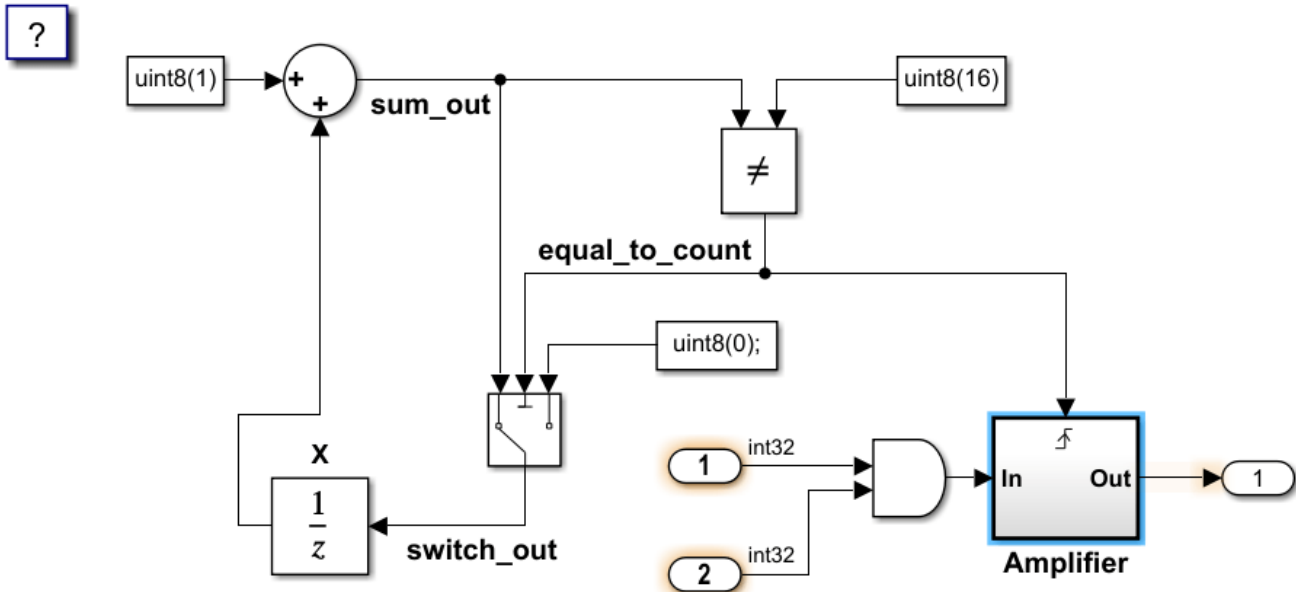 ?
uint8(1)
+
+
sum_out
uint8(16)
≠
equal_to_count
uint8(0);
X
1
z
switch_out
1
int32
2
int32
In
Out
Amplifier
1